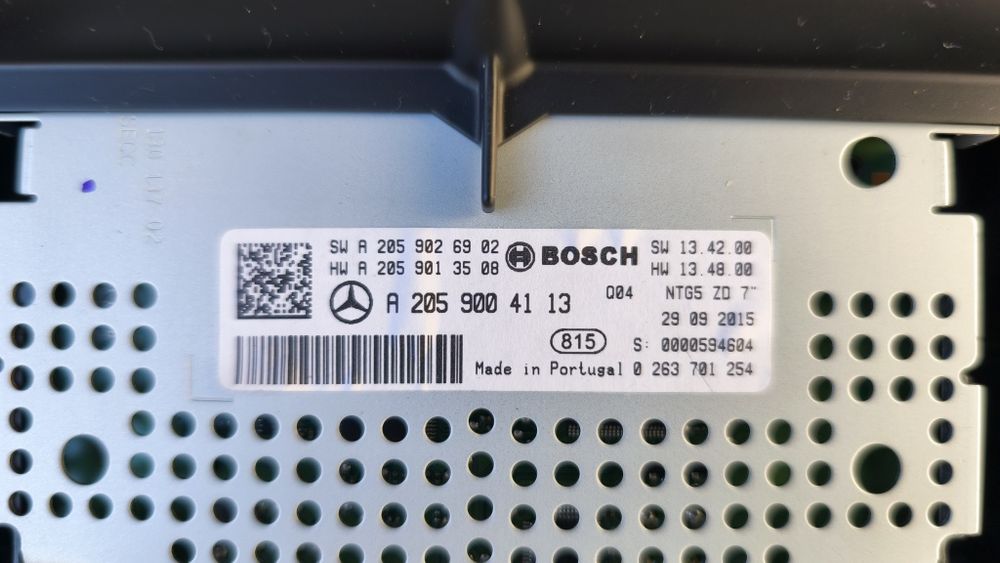 SW A 205 902 69 02
HW A 205 901 35 08
BOSCH
SW 13.42.00
HW 13.48.00
A 205 900 41 13
Q04
NTG5 ZD 7"
29 09 2015
815
S: 0000594604
Made in Portugal 0 263 701 254